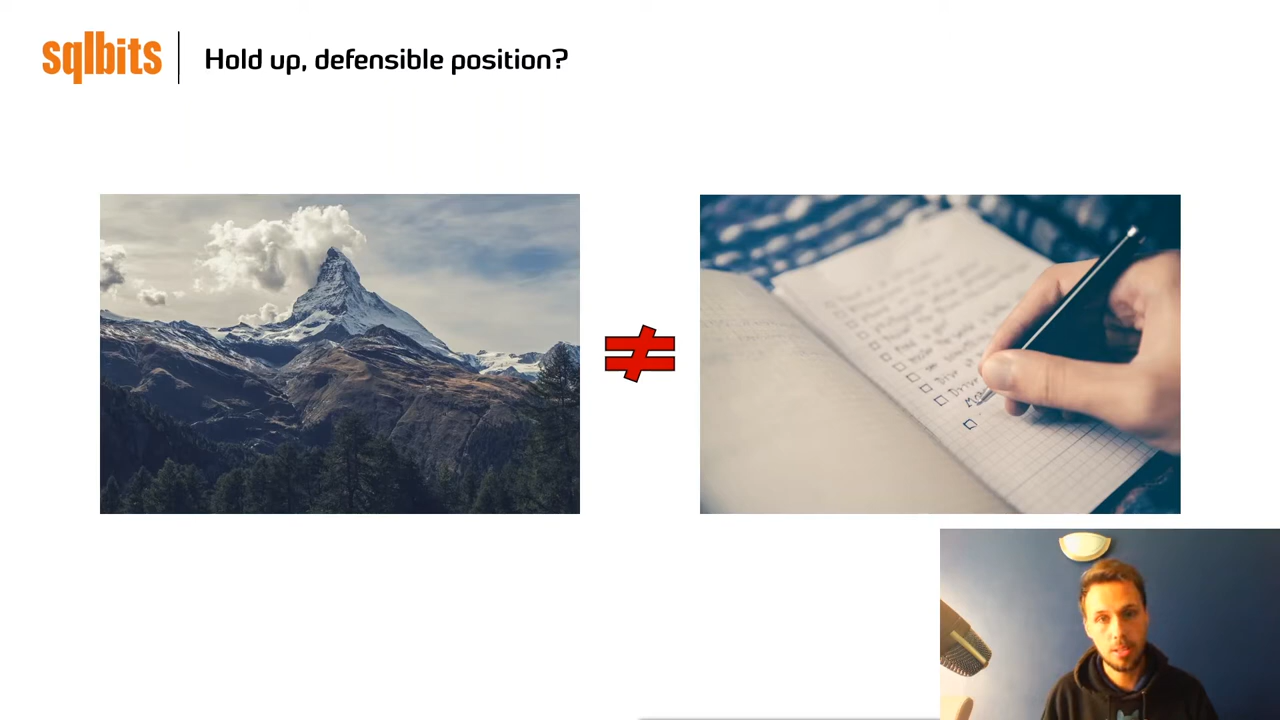 sqlbits
Hold up, defensible position?
≠